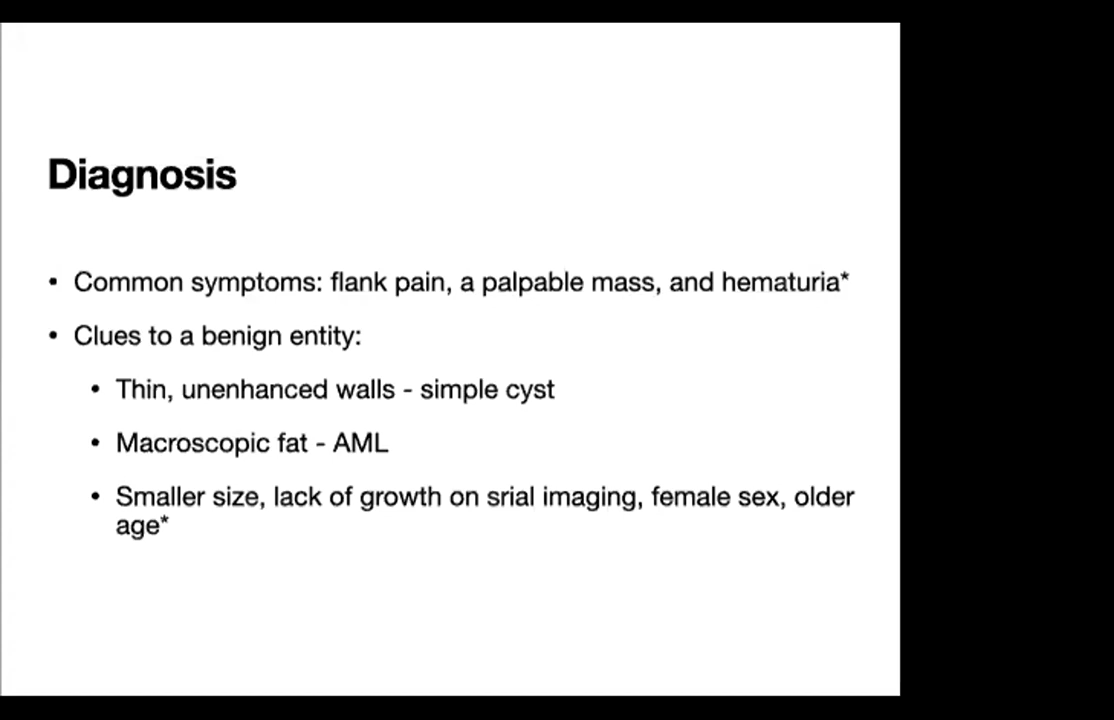 Diagnosis
• Common symptoms: flank pain, a palpable mass, and hematuria*
• Clues to a benign entity:
• Thin, unenhanced walls - simple cyst
• Macroscopic fat - AML
• Smaller size, lack of growth on srial imaging, female sex, older
age*